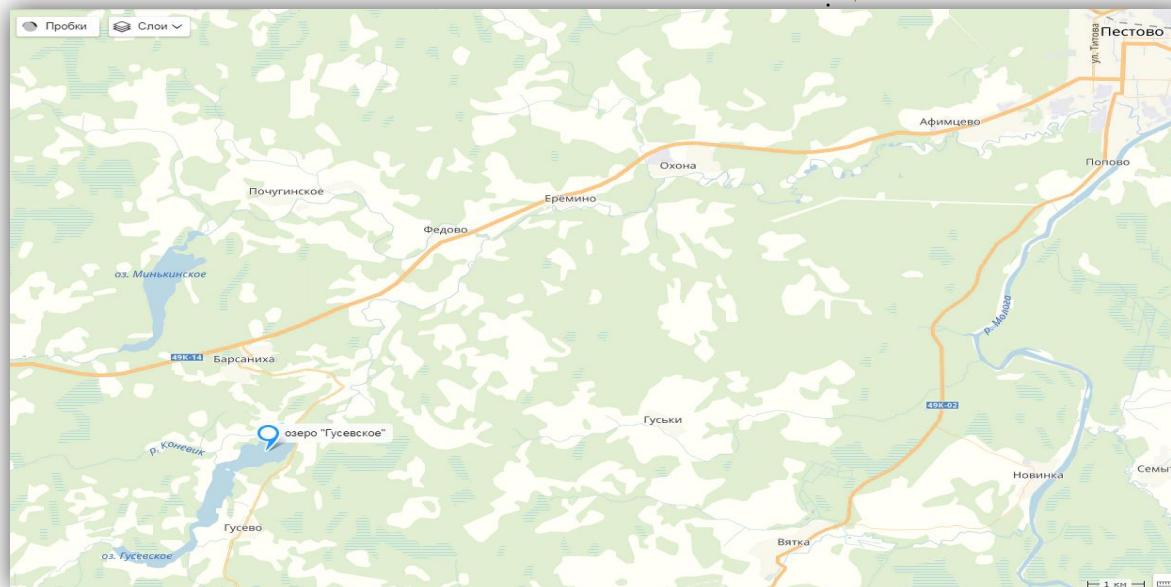 Пробки
Слои
Пестово
ул. Титова
Афимцево
Попово
Охона
Почугинское
Еремино
Федово
оз. Минькинское
р. Молога
49К-14
Барсаниха
49К-02
Гуськи
озеро "Гусевское"
р. Коневик
Новинка
Семыт
Гусево
Вятка
оз. Гусевское
1 км